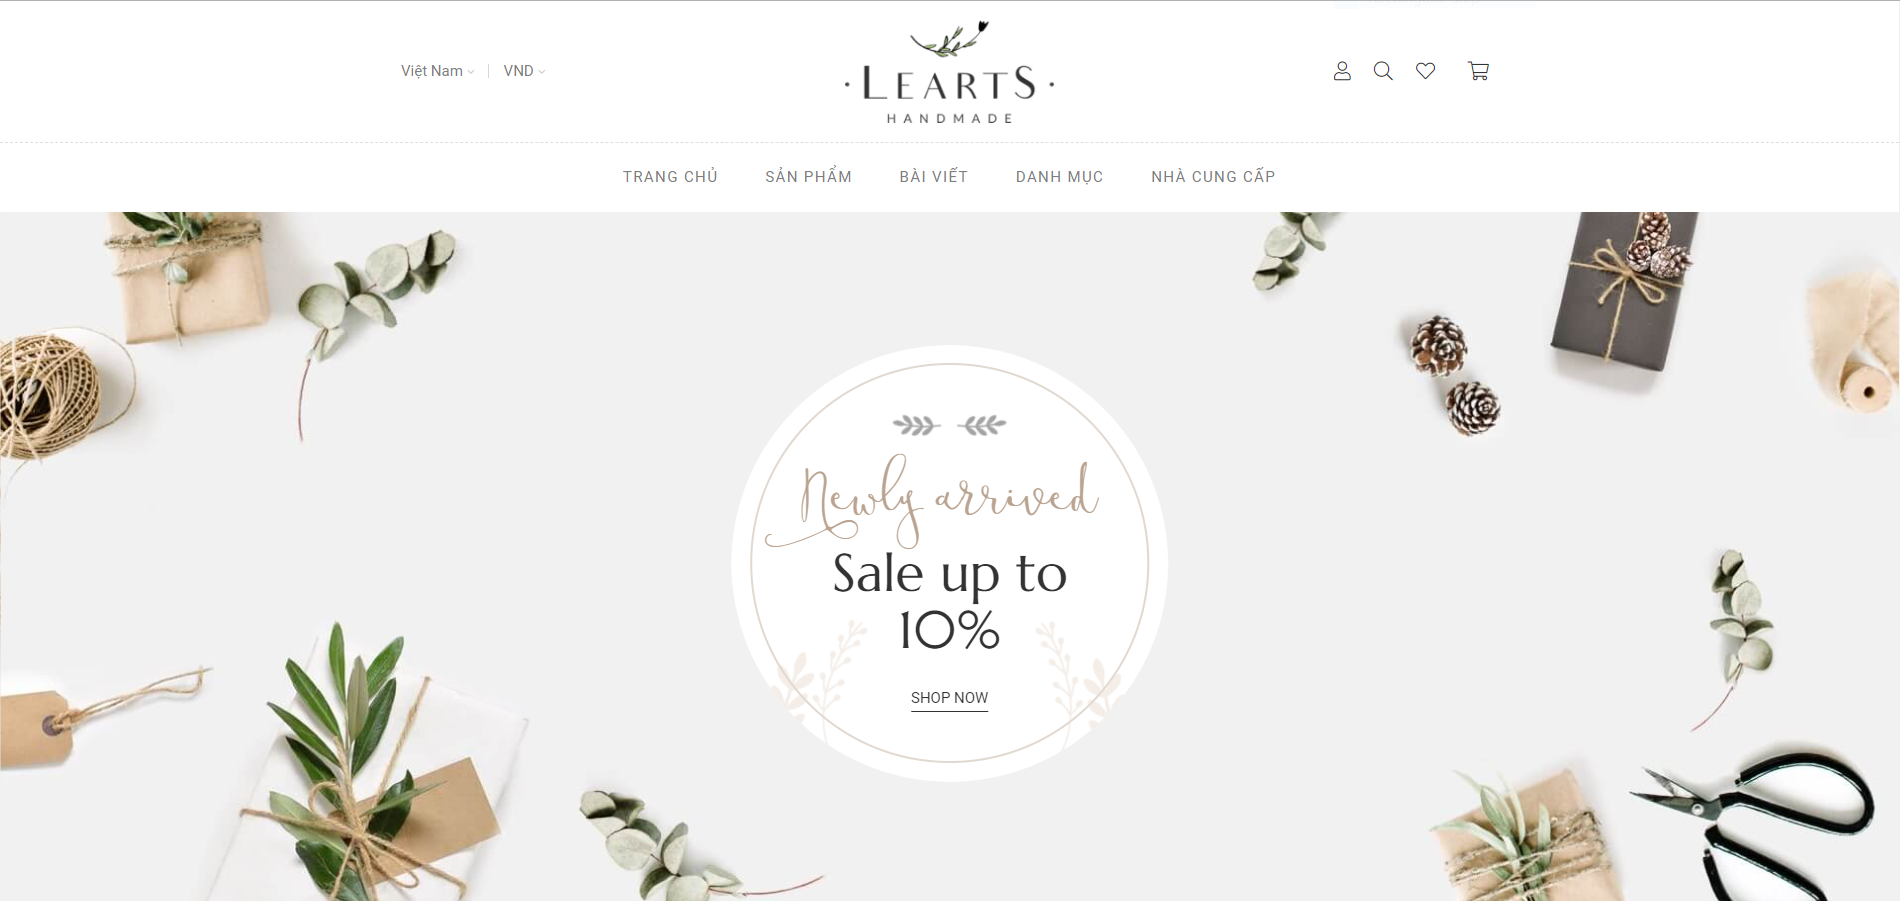 Việt Nam
VND
· LEARTS ·
HANDMADE
TRANG CHỦ
SẢN PHẨM
BÀI VIẾT
DANH MỤC
NHÀ CUNG CẤP
Newly arrived
Sale up to
10%
SHOP NOW